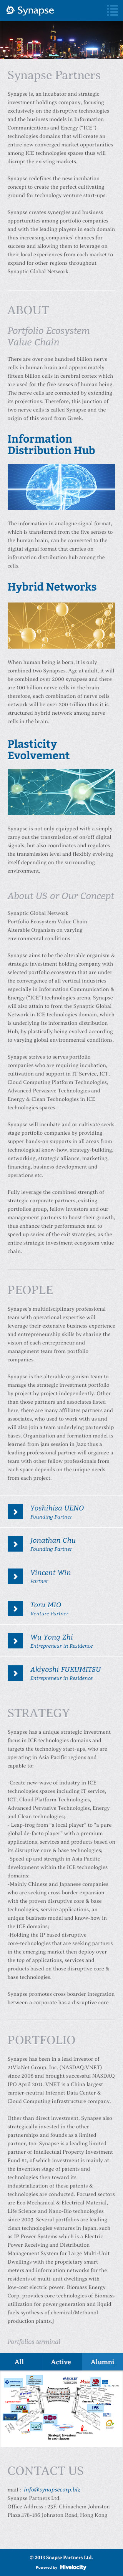 Synapse
Synapse Partners
Synapse is, an incubator and strategic
investment holdings company, focusing
exclusively on the disruptive technologies
and the business models in Information
Communications and Energy ("ICE")
technologies domains that will create an
entire new converged market opportunities
among ICE technologies spaces than will
disrupt the existing markets.
Synapse redefines the new incubation
concept to create the perfect cultivating
species for technology venture start-ups.
Synapse creates synergies and business
opportunities among portfolio companies
and with the leading players in each domain
thus increasing companies' chances for
success and allowing them to leverage on
their local experiences from each market to
expand for other regions throughout
Synaptic Global Network.
ABOUT
Portfolio Ecosystem
Value Chain
There are over one hundred billion nerve
cells in human brain and approximately,
fifteen billion cells in cerebral cortex which
are used for the five senses of human being.
The nerve cells are connected by extending
its projections. Therefore, this junction of
two nerve cells is called Synapse and the
origin of this word from Greek.
Information
Distribution Hub
The information in analogue signal format,
which is transformed from the five senses to
the human brain, can be converted to the
digital signal format that carries on
information distribution hub among the
cells.
Hybrid Networks
When human being is born, it is only
combined two Synapses. As age at adult, it will
be combined over 2000 synapses and there
are 100 billion nerve cells in the brain
therefore, each combination of nerve cells
network will be over 200 trillion thus it is
structured hybrid network among nerve
cells in the brain.
Plasticity
Evolvement
Synapse is not only equipped with a simply
carry out the transmission of an on/off digital
signals, but also coordinates and regulates
the transmission level and flexibly evolving
itself depending on the surrounding
environment.
About US or Our Concept
Synaptic Global Network
Portfolio Ecosystem Value Chain
Alterable Organism on varying
environmental conditions
Synapse aims to be the alterable organism &
strategic investment holding company with
selected portfolio ecosystem that are under
the convergence of all vertical industries
especially in Information Communication &
Energy ("ICE") technologies arena. Synapse
will also attain to from the Synaptic Global
Network in ICE technologies domain, which
is underlying its information distribution
Hub, by plastically being evolved according
to varying global environmental conditions.
Synapse strives to serves portfolio
companies who are requiring incubation,
cultivation and support in IT Service, ICT,
Cloud Computing Platform Technologies,
Advanced Pervasive Technologies and
Energy & Clean Technologies in ICE
technologies spaces.
Synapse will incubate and or cultivate seeds
stage portfolio companies by providing
support hands-on supports to all areas from
technological know-how, strategy-building,
networking, strategic alliances, marketing,
financing, business development and
operations etc.
Fully leverage the combined strength of
strategic corporate partners, existing
portfolios group, fellow investors and our
management partners to boost their growth,
thus enhance their performance and to
speed up series of the exit strategies, as the
entire strategic investment ecosystem value
chain.
PEOPLE
Synapse's multidisciplinary professional
team with operational expertise will
leverage their extensive business experience
and entrepreneurship skills by sharing the
vision of each entrepreneur and
management team from portfolio
companies.
Synapse is the alterable organism team to
manage the strategic investment portfolio
by project by project independently. Other
than those main partners have been listed
here, there are many affiliates partners and
associates, who used to work with us and
who also join a team underlining partnership
basis. Organization and formation model is
learned from jam session in Jazz thus a
leading professional partners will organize a
team with other fellows professionals from
each space depends on the unique sessions
from each project.
Yoshihisa UENO
Founding Partner
Jonathan Chu
Founding Partner
Vincent Win
Partner
Toru MIO
Venture Partner
Wu Yong Zhi
Entrepreneur in Residence
Akiyoshi FUKUMITSU
Entrepreneur in Residence
STRATEGY
Synapse has a unique strategic investment
focus in ICE technologies domains and
targets the technology start-ups, who are
operating in Asia Pacific regions and
capable to:
-Create new-wave of industry in ICE
technologies spaces including IT service,
ICT, Cloud Platform Technologies,
Advanced Pervasive Technologies, Energy
and Clean technologies,
- Leap-frog from "a local player" to "a pure
global de-facto player" with a premium
applications, services and products based on
its disruptive core & base technologies;
-Speed up and strength in Asia Pacific
development within the ICE technologies
domains;
-Mainly Chinese and Japanese companies
who are seeking cross border expansion
with the proven disruptive core & base
technologies, service applications, an
unique business model and know-how in
the ICE domains;
-Holding the IP based disruptive
core-technologies that are seeking partners
in the emerging market then deploy over
the top of applications, services and
products based on those disruptive core &
base technologies.
Synapse promotes cross boarder integration
between a corporate has a disruptive core
PORTFOLIO
Synapse has been in a lead investor of
21ViaNet Group, Inc. (NASDAQ:VNET)
since 2006 and brought successful NASDAQ
IPO April 2011. VNET is a China largest
carrier-neutral Internet Data Center &
Cloud Computing infrastructure company.
Other than direct investment, Synapse also
strategically invested in the other
partnerships and founds as a limited
partner, too. Synapse is a leading limited
partner of Intellectual Property Investment
Fund #1, of which investment is mainly at
the invention stage of patents and
technologies then toward its
industrialization of these patents &
technologies are conducted. Focused sectors
are Eco Mechanical & Electrical Material,
Life Science and Nano-Bio technologies
since 2003. Several portfolios are leading
clean technologies ventures in Japan, such
as IP Power Systems which is a Electric
Power Receiving and Distribution
Management System for Large Multi-Units
Dwellings with the proprietary smart
meters and information networks for the
residents of multi-unit dwellings with
low-cost electric power. Biomass Energy
Corp. provides core technologies of Biomass
utilization for power generation and liquid
fuels synthesis of chemical(Methanol
production plants.)
Portfolios terminal
All Active Alumni
CONTACT US
mail : info@synapsecorp.biz
Synapse Partners Ltd.
Office Address : 23F, Chinachem Johnston
Plaza,178-186 Johnston Road, Hong Kong
© 2013 Snapse Partners Ltd.
Powered by Hivelocity